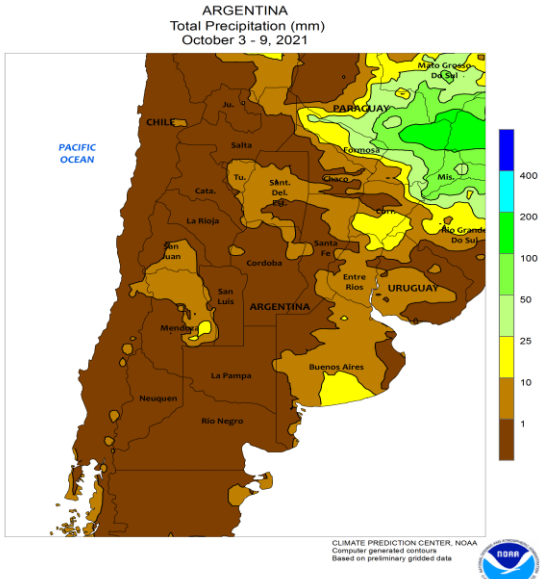 ARGENTINA
Total Precipitation (mm)
October 3 - 9, 2021
Mato Grosso
Do Sul
Ju.
PARAGUAY
CHILE
PACIFIC
OCEAN
Salta
Formosa
Tu.
Sant.
Del.
Est.
Chaco
Mis.
Cata.
La Rioja
Corr.
Rio Grande
Do Sul
San
Juan
Santa
Fe
Cordoba
Entre
Rios
URUGUAY
San
Luis
ARGENTINA
Mendoza
Buenos Aires
La Pampa
Neuquen
Rio Negro
400
200
100
50
25
10
1
CLIMATE PREDICTION CENTER, NOAA
Computer generated contours
Based on preliminary gridded data
NOAA